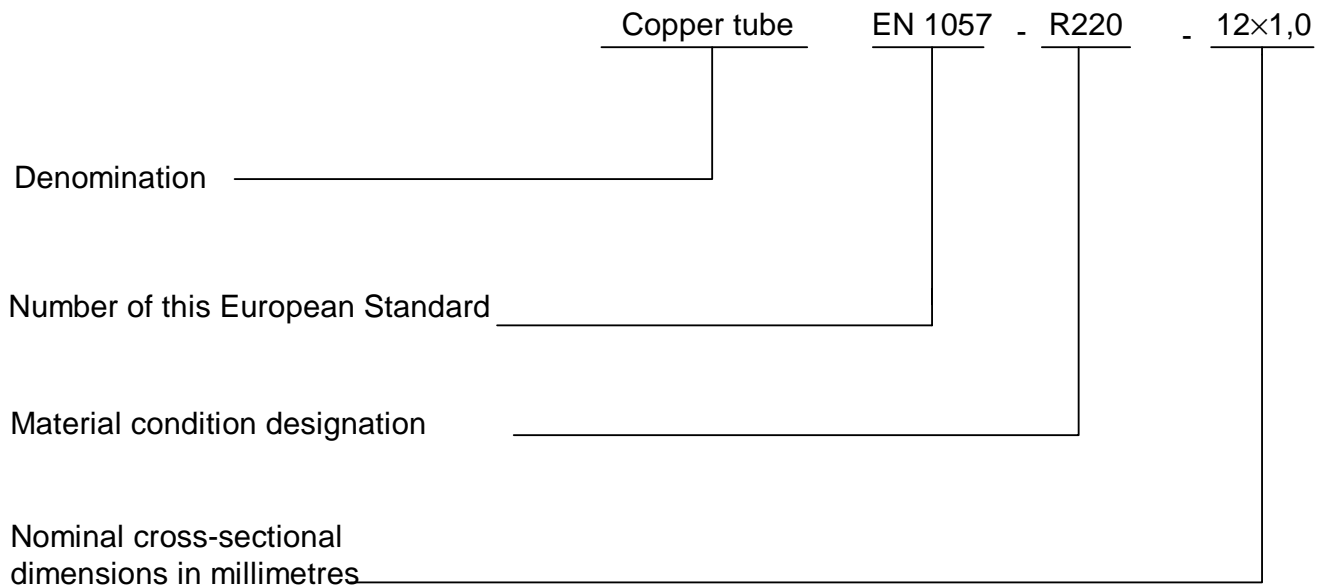 Copper tube EN 1057 - R220 - 12×1,0
Denomination
Number of this European Standard
Material condition designation
Nominal cross-sectional
dimensions in millimetres